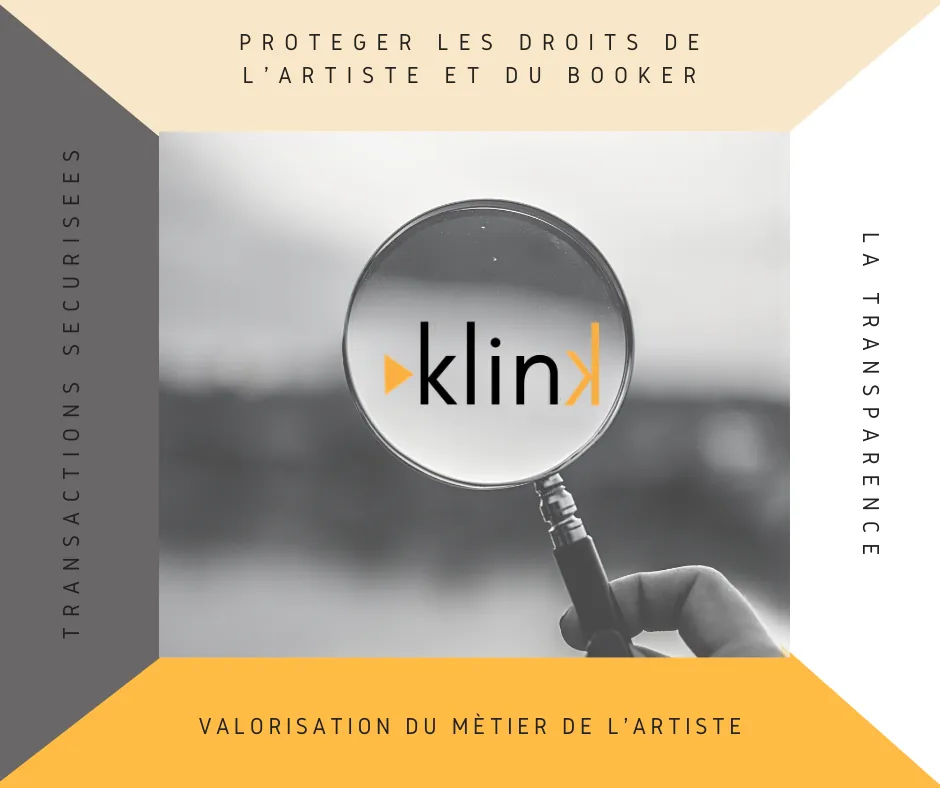 PROTEGER LES DROITS DE
L'ARTISTE ET DU BOOKER
TRANSACTIONS SECURISEES
klink
LA TRANSPARENCE
VALORISATION DU MÈTIER DE L'ARTISTE